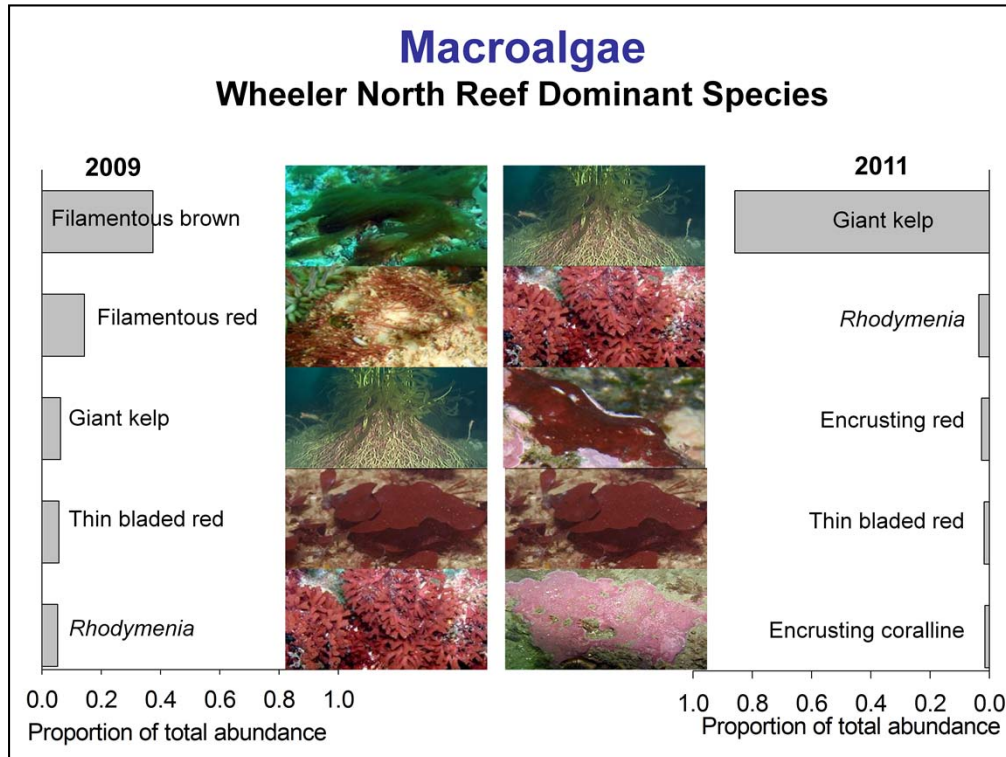 Macroalgae
Wheeler North Reef Dominant Species
2009
Filamentous brown
Filamentous red
Giant kelp
Thin bladed red
Rhodymenia
0.0 0.2 0.4 0.6 0.8 1.0
Proportion of total abundance
2011
Giant kelp
Rhodymenia
Encrusting red
Thin bladed red
Encrusting coralline
1.0 0.8 0.6 0.4 0.2 0.0
Proportion of total abundance